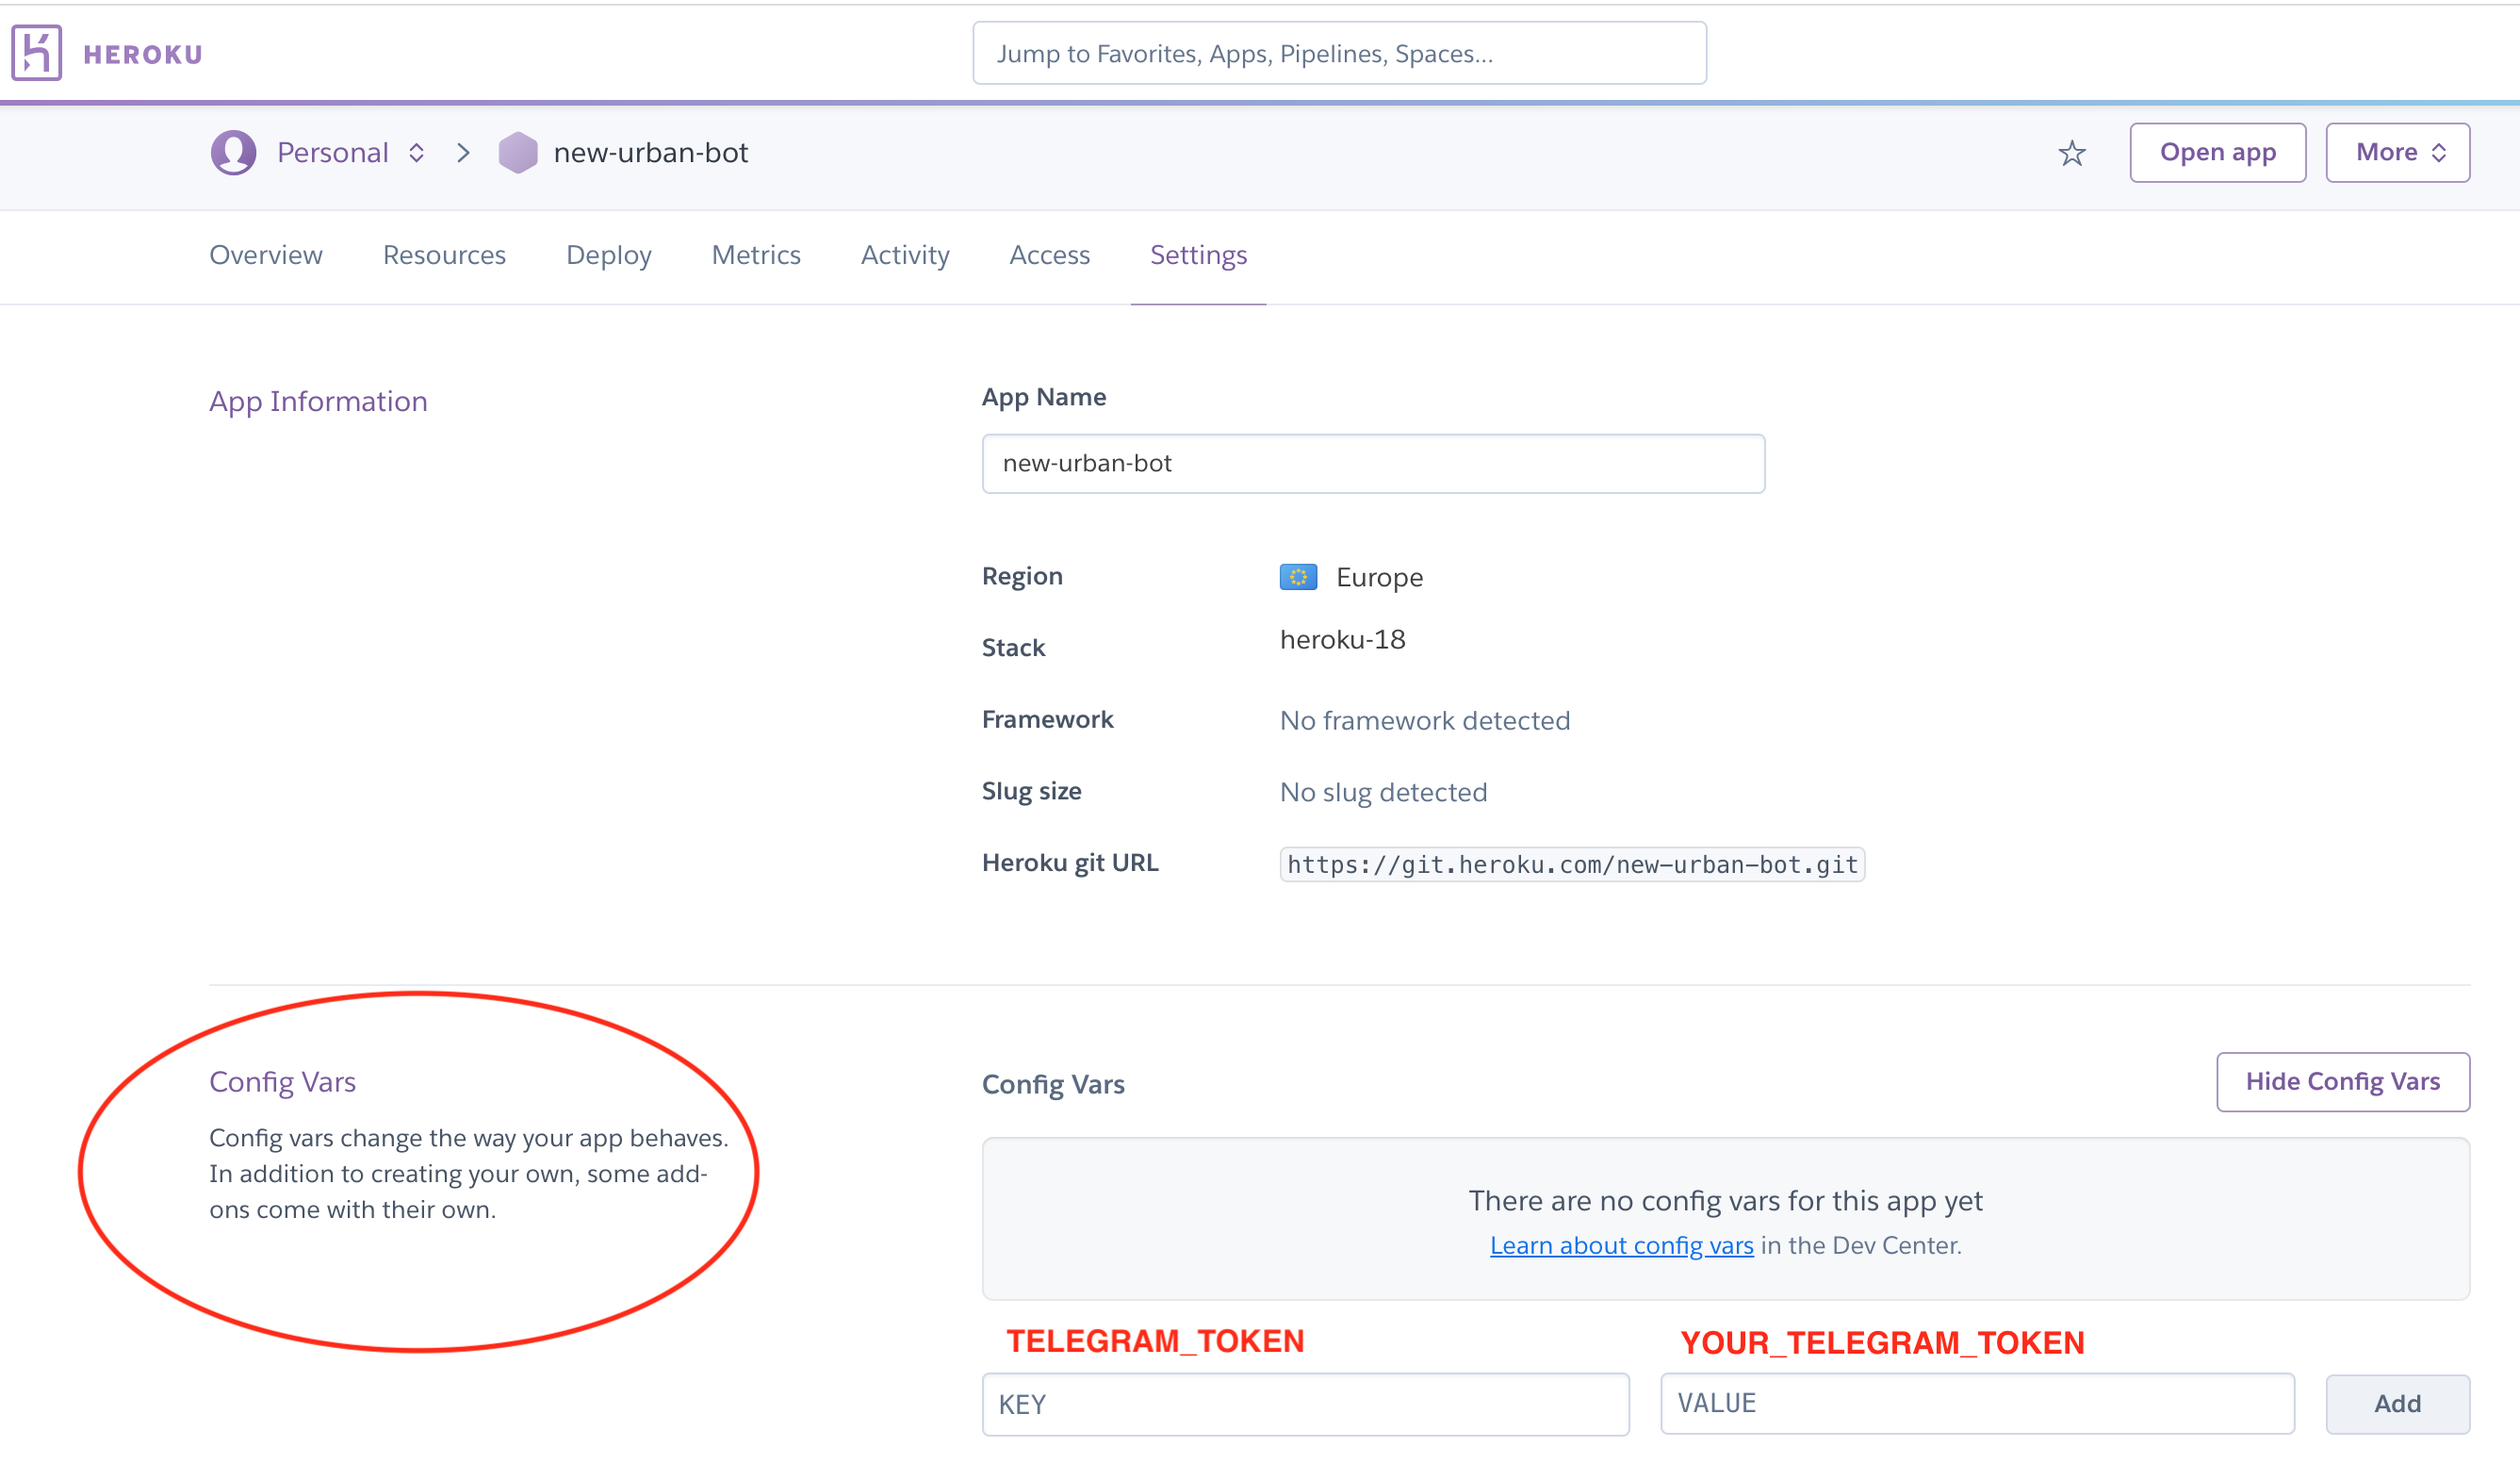 HEROKU
Jump to Favorites, Apps, Pipelines, Spaces...
Personal
new-urban-bot
Open app
More
Overview
Resources
Deploy
Metrics
Activity
Access
Settings
App Information
App Name
new-urban-bot
Region
Europe
Stack
heroku-18
Framework
No framework detected
Slug size
No slug detected
Heroku git URL
https://git.heroku.com/new-urban-bot.git
Config Vars
Config vars change the way your app behaves.
In addition to creating your own, some add-
ons come with their own.
Config Vars
Hide Config Vars
There are no config vars for this app yet
Learn about config vars in the Dev Center.
TELEGRAM_TOKEN
YOUR_TELEGRAM_TOKEN
KEY
VALUE
Add